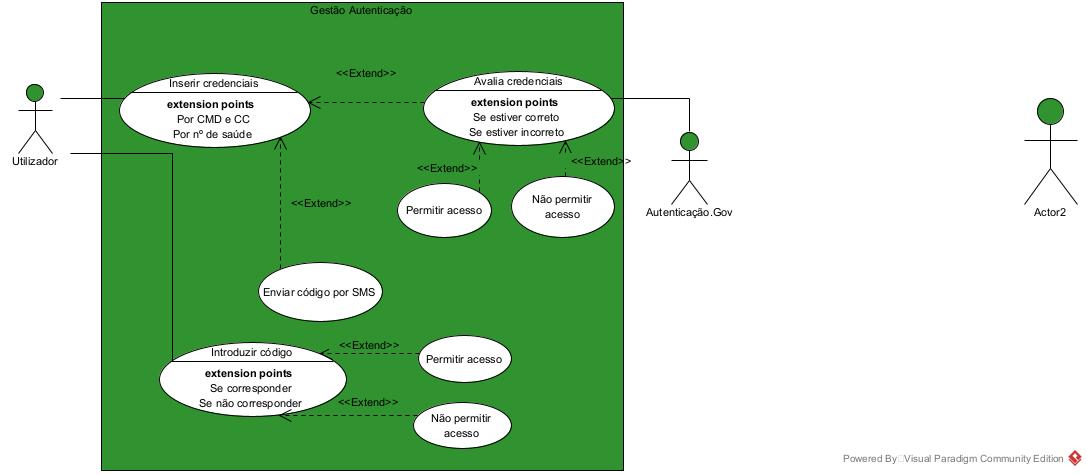 Gestão Autenticação
<<Extend>>
Inserir credenciais
extension points
Por CMD e CC
Por nº de saúde
Avalia credenciais
extension points
Se estiver correto
Se estiver incorreto
Utilizador
<<Extend>>
<<Extend>>
Permitir acesso
Não permitir
acesso
Autenticação.Gov
Actor2
<<Extend>>
Enviar código por SMS
Introduzir código
extension points
Se corresponder
Se não corresponder
<<Extend>>
Permitir acesso
<<Extend>>
Não permitir
acesso
Powered By Visual Paradigm Community Edition